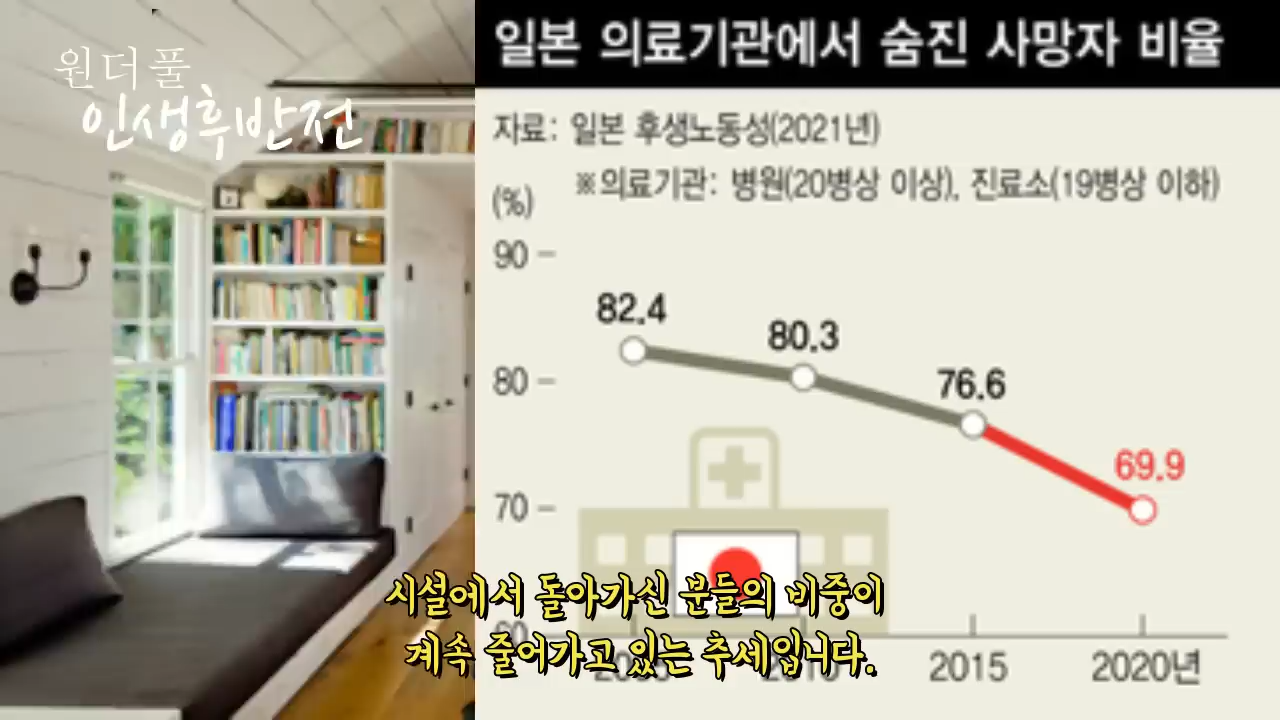 원더풀
인생후반전
일본 의료기관에서 숨진 사망자 비율
자료: 일본 후생노동성(2021년)
※의료기관: 병원(20병상 이상), 진료소(19병상 이하)
(%)
90
82.4
80.3
80
76.6
69.9
70
시설에서 돌아가신 분들의 비중이
계속 줄어가고 있는 추세입니다.
2015
2020년